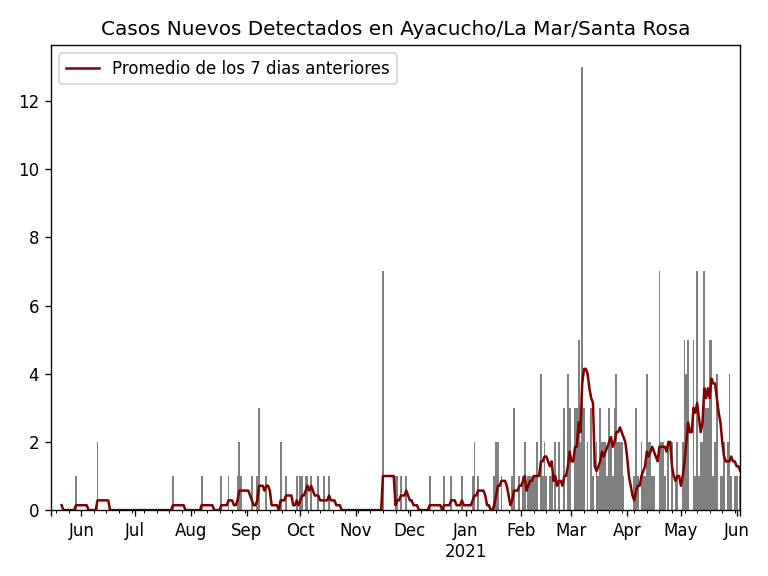 Casos Nuevos Detectados en Ayacucho/La Mar/Santa Rosa
Promedio de los 7 dias anteriores
12
10
8
6
4
2
0
Jun Jul Aug Sep Oct Nov Dec Jan Feb Mar Apr May Jun
2021